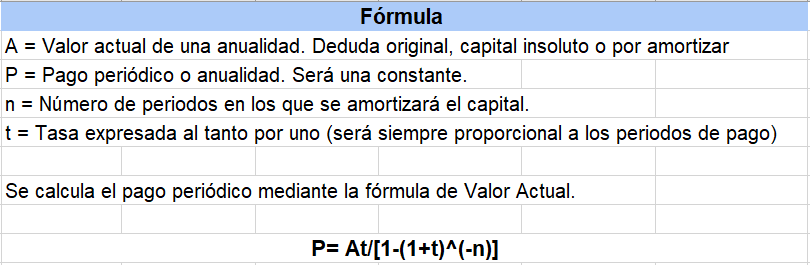 Fórmula
A = Valor actual de una anualidad. Deduda original, capital insoluto o por amortizar
P = Pago periódico o anualidad. Será una constante.
n = Número de periodos en los que se amortizará el capital.
t = Tasa expresada al tanto por uno (será siempre proporcional a los periodos de pago)
Se calcula el pago periódico mediante la fórmula de Valor Actual.
P= At/[1-(1+t)^(-n)]